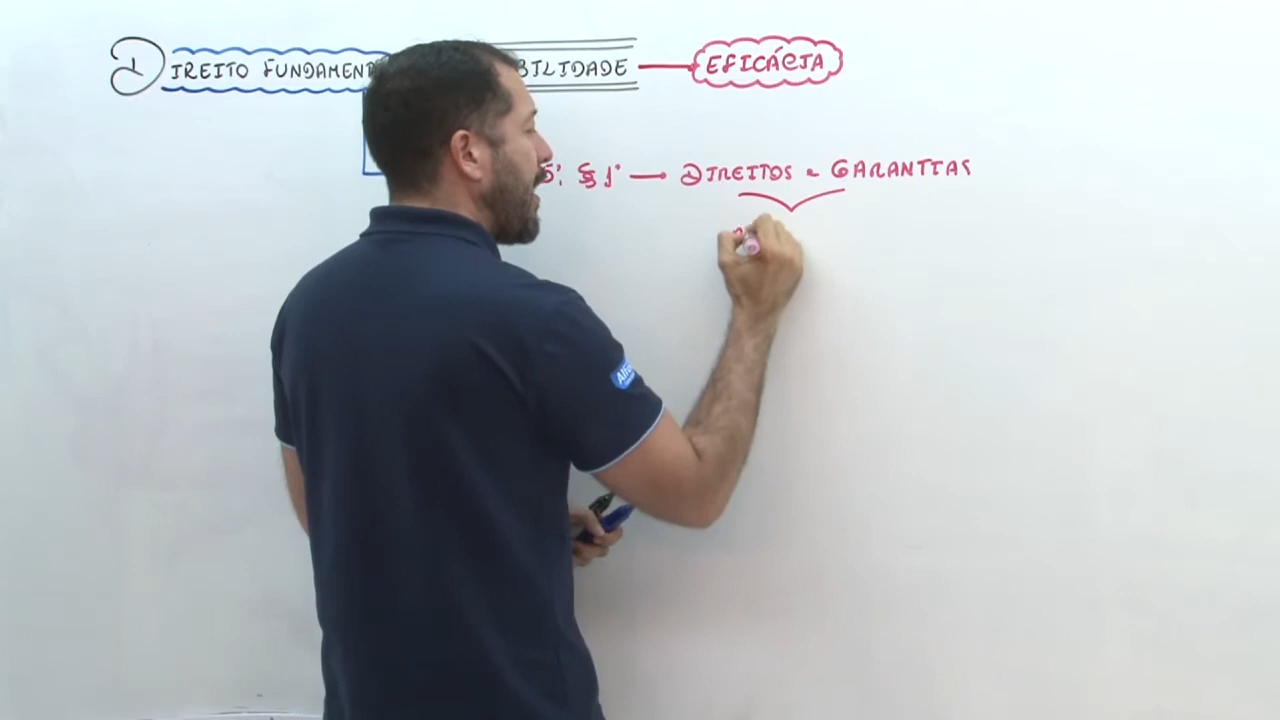 DIREITO FUNDAMENT BILIDADE EFICÁCIA
5º, § 1º DIREITOS e GARANTIAS